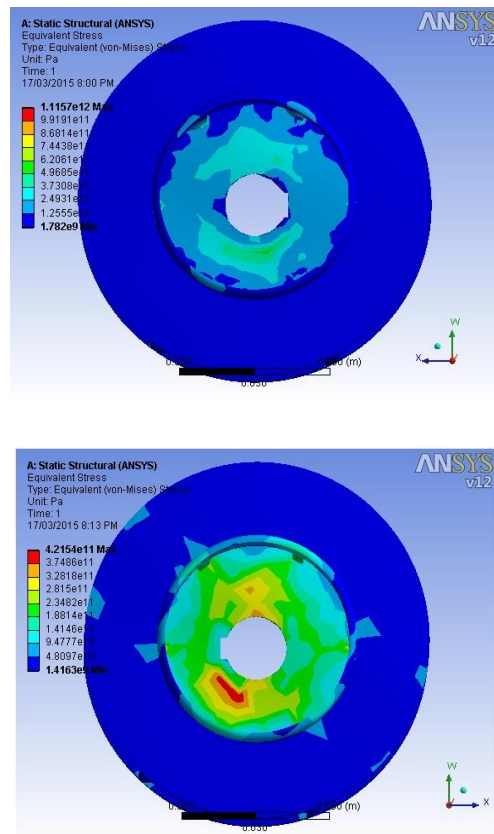 A: Static Structural (ANSYS)
Equivalent Stress
Type: Equivalent (von-Mises) Stress
Unit: Pa
Time: 1
17/03/2015 8:00 PM
ANSYS
v12
1.1157e12 Max
9.9191e11
8.6814e11
7.4438e11
6.2061e11
4.9685e11
3.7308e11
2.4931e11
1.2555e11
1.782e9 Min
W
X
(m)
A: Static Structural (ANSYS)
Equivalent Stress
Type: Equivalent (von-Mises) Stress
Unit: Pa
Time: 1
17/03/2015 8:13 PM
ANSYS
v12
4.2154e11 Max
3.7486e11
3.2818e11
2.815e11
2.3482e11
1.8814e11
1.4146e11
9.4777e10
4.8097e10
1.4163e9 Min
W
X
(m)